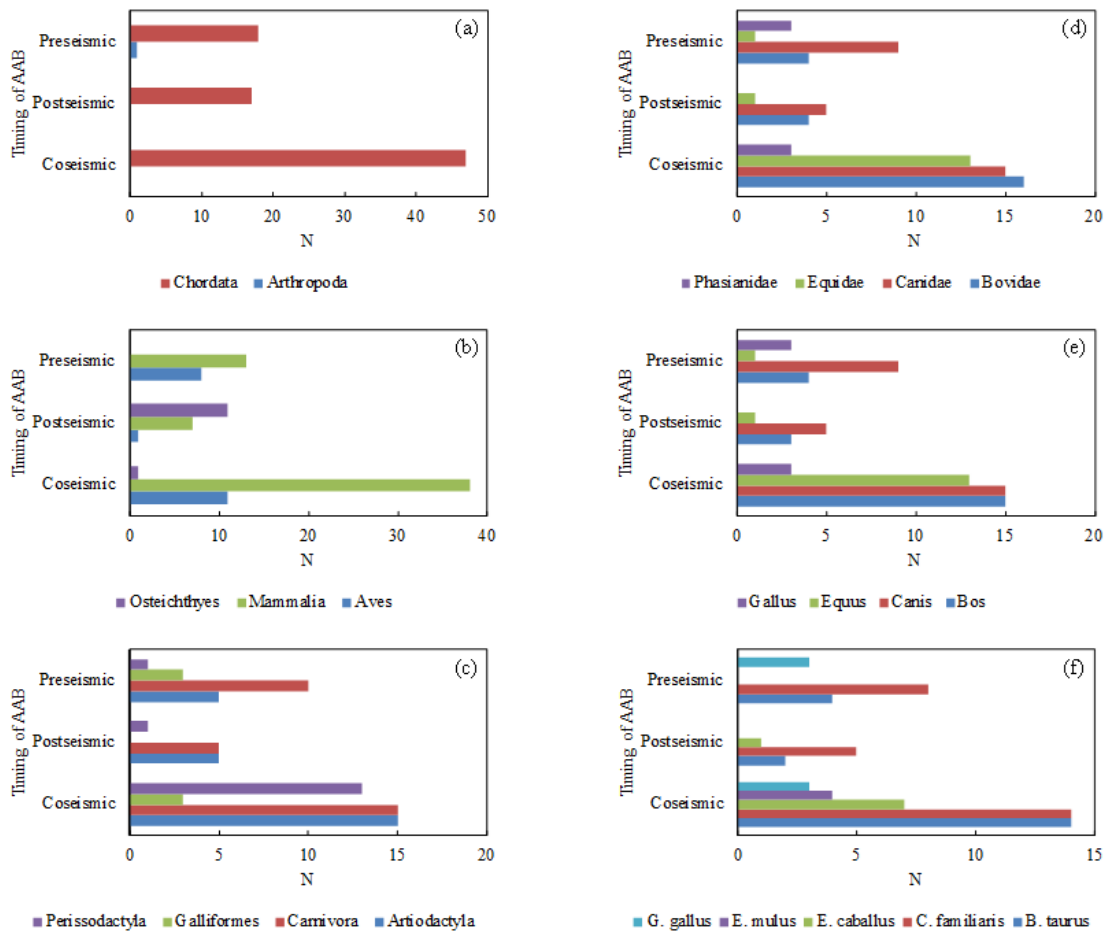 (a)
Timing of AAB
Preseismic
Postseismic
Coseismic
0 10 20 30 40 50
N
Chordata Arthropoda
(d)
Timing of AAB
Preseismic
Postseismic
Coseismic
0 5 10 15 20
N
Phasianidae Equidae Canidae Bovidae
(b)
Timing of AAB
Preseismic
Postseismic
Coseismic
0 10 20 30 40
N
Osteichthyes Mammalia Aves
(e)
Timing of AAB
Preseismic
Postseismic
Coseismic
0 5 10 15 20
N
Gallus Equus Canis Bos
(c)
Timing of AAB
Preseismic
Postseismic
Coseismic
0 5 10 15 20
N
Perissodactyla Galliformes Carnivora Artiodactyla
(f)
Timing of AAB
Preseismic
Postseismic
Coseismic
0 5 10 15
N
G. gallus E. mulus E. caballus C. familiaris B. taurus